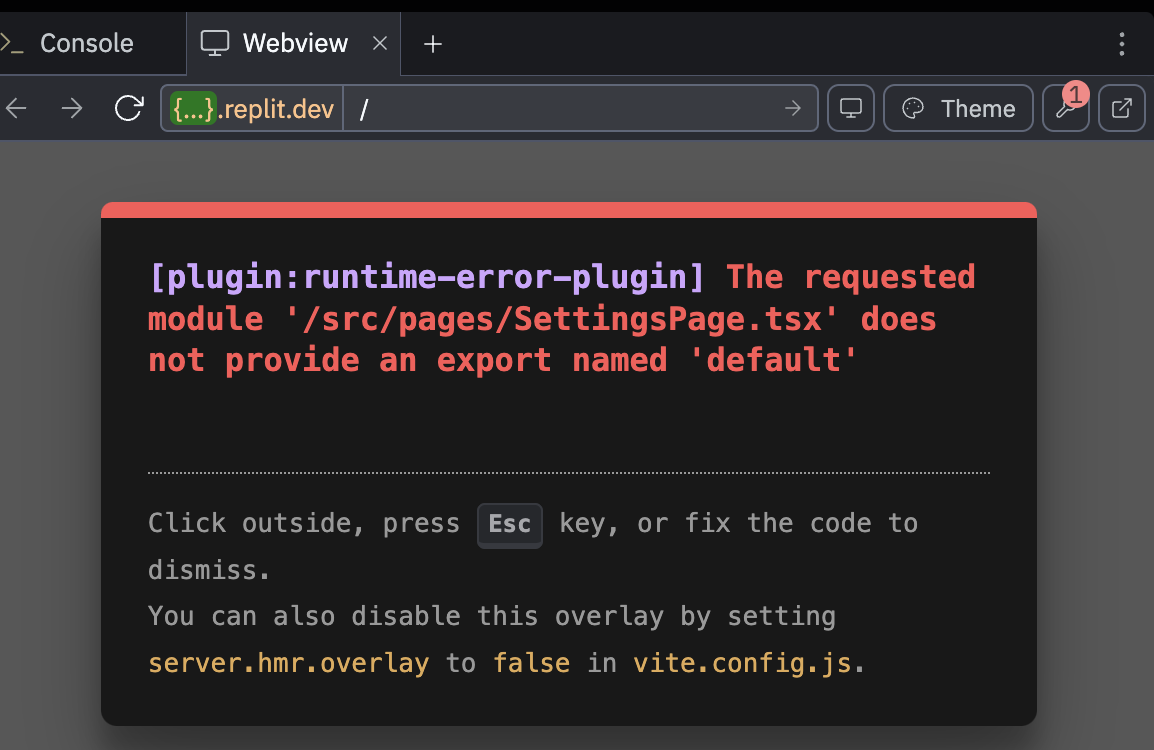 >_ Console Webview × +
{...}.replit.dev / Theme 1
[plugin:runtime-error-plugin] The requested
module '/src/pages/SettingsPage.tsx' does
not provide an export named 'default'
Click outside, press Esc key, or fix the code to
dismiss.
You can also disable this overlay by setting
server.hmr.overlay to false in vite.config.js.